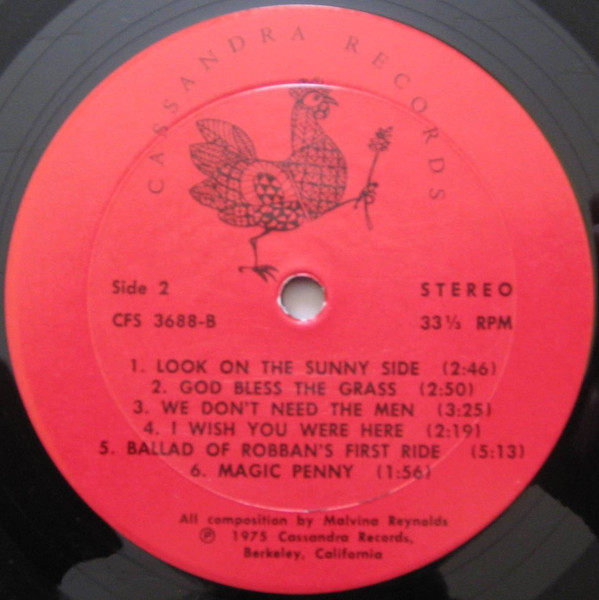 CASSANDRA RECORDS
Side 2
STEREO
CFS 3688-B
33⅓ RPM
1. LOOK ON THE SUNNY SIDE (2:46)
2. GOD BLESS THE GRASS (2:50)
3. WE DON'T NEED THE MEN (3:25)
4. I WISH YOU WERE HERE (2:19)
5. BALLAD OF ROBBAN'S FIRST RIDE (5:13)
6. MAGIC PENNY (1:56)
All composition by Malvina Reynolds
℗ 1975 Cassandra Records,
Berkeley, California